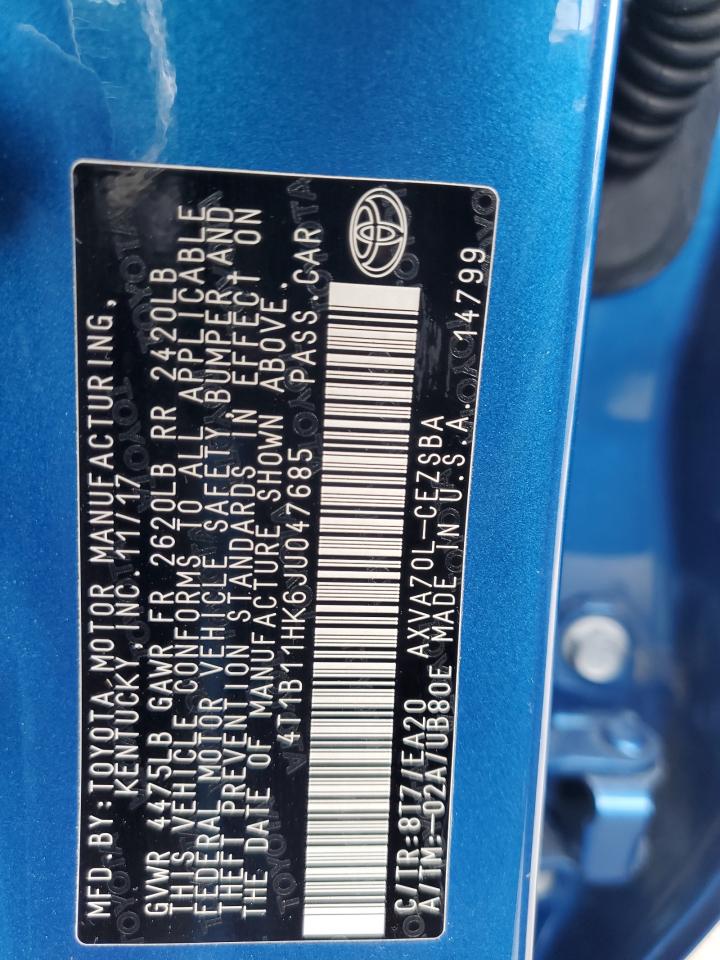 MFD.BY:TOYOTA MOTOR MANUFACTURING,
KENTUCKY,INC.11/17
GVWR 4475LB GAWR FR 2620LB RR 2420LB
THIS VEHICLE CONFORMS TO ALL APPLICABLE
FEDERAL MOTOR VEHICLE SAFETY,BUMPER,AND
THEFT PREVENTION STANDARDS IN EFFECT ON
THE DATE OF MANUFACTURE SHOWN ABOVE.
4T1B11HK6JU047685 PASS.CAR
C/TR:8T7/EA20 AXVA70L-CEZSBA
A/TM:-02A/UB80E MADE IN U.S.A. 14799